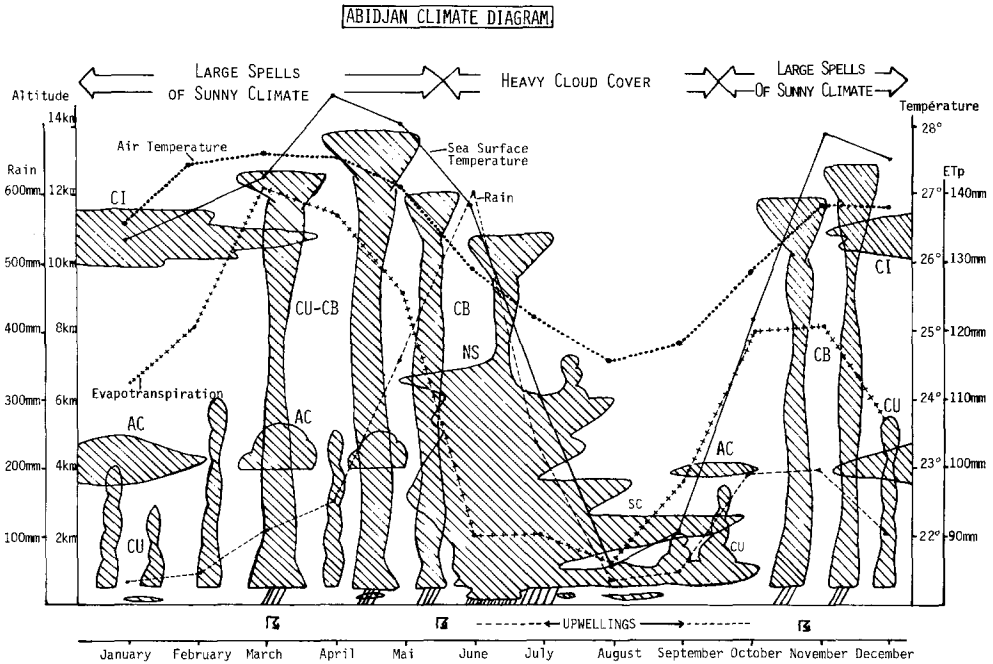 ABIDJAN CLIMATE DIAGRAM
LARGE SPELLS
OF SUNNY CLIMATE
HEAVY CLOUD COVER
LARGE SPELLS
OF SUNNY CLIMATE
Altitude
14km
Température
28°
Air Temperature
Sea Surface
Temperature
Rain
ETp
600mm
12km
CI
Rain
27°
140mm
500mm
10km
CI
26°
130mm
CU-CB
CB
400mm
8km
NS
CB
25°
120mm
Evapotranspiration
300mm
6km
24°
110mm
AC
AC
CU
200mm
4km
AC
23°
100mm
SC
100mm
2km
CU
CU
22°
90mm
UPWELLINGS
January
February
March
April
Mai
June
July
August
September
October
November
December